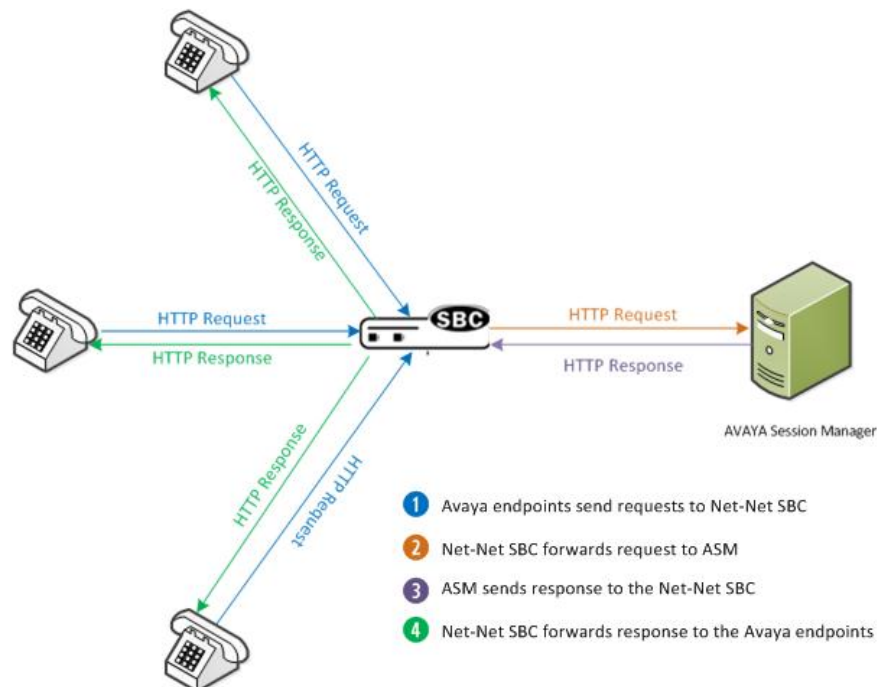 HTTP Request
HTTP Response
HTTP Request
HTTP Response
SBC
HTTP Request
HTTP Response
AVAYA Session Manager
HTTP Response
HTTP Request
1 Avaya endpoints send requests to Net-Net SBC
2 Net-Net SBC forwards request to ASM
3 ASM sends response to the Net-Net SBC
4 Net-Net SBC forwards response to the Avaya endpoints